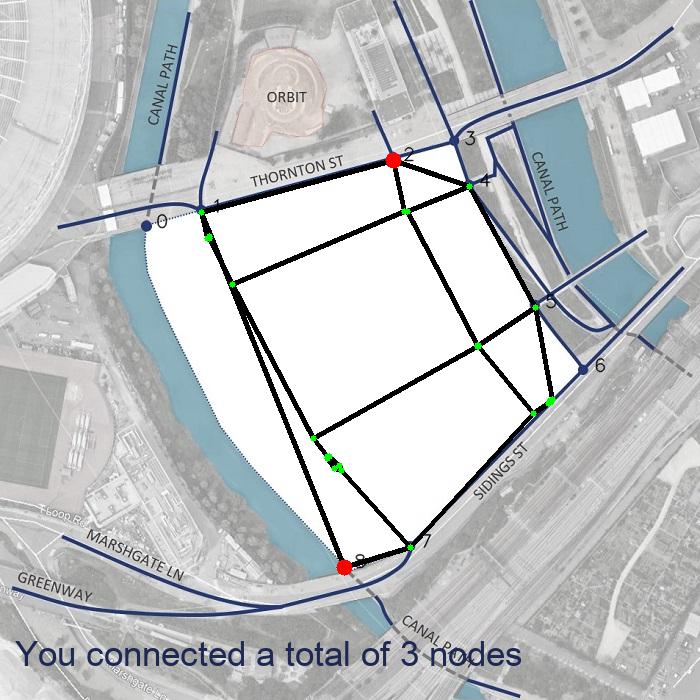 CANAL PATH
ORBIT
3
2
THORNTON ST
4
CANAL PATH
1
0
5
6
SIDINGS ST
7
8
MARSHGATE LN
GREENWAY
CANAL PATH
You connected a total of 3 nodes